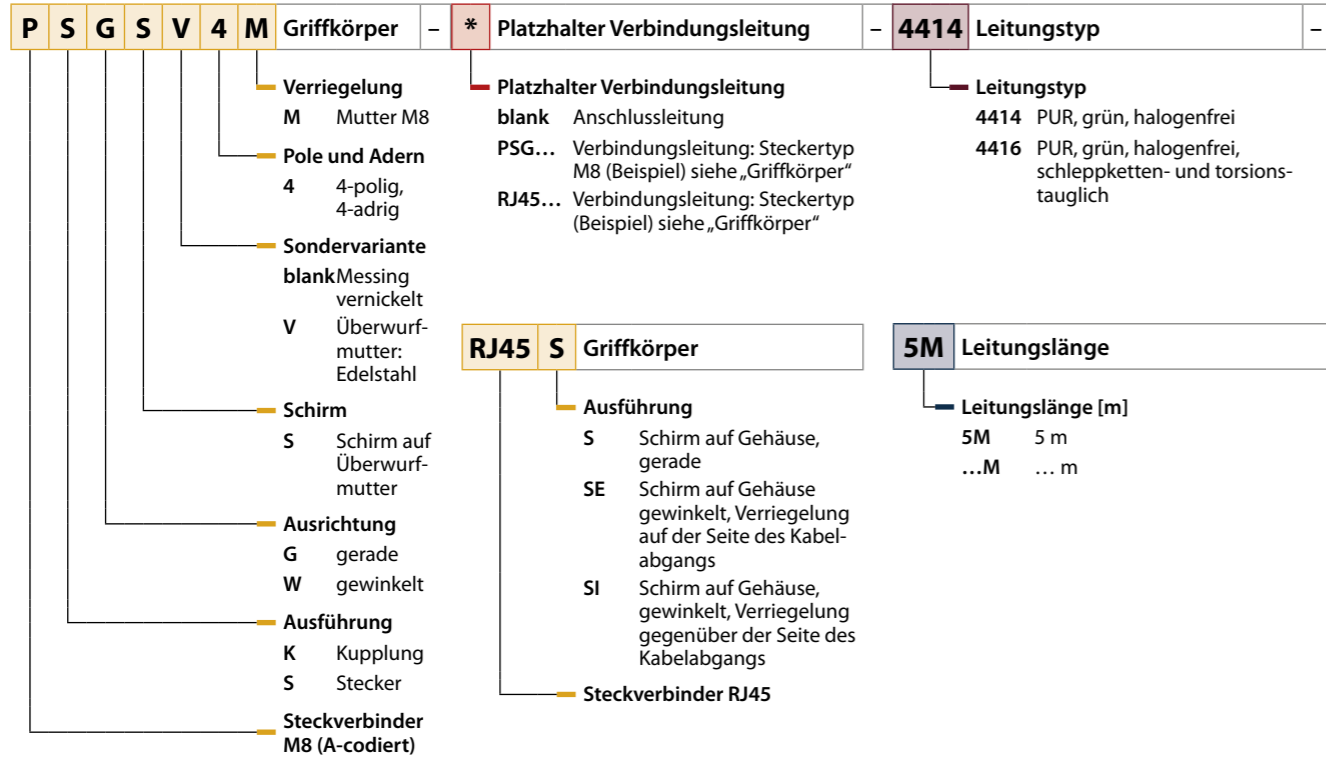 P S G S V 4 M Griffkörper – * Platzhalter Verbindungsleitung – 4414 Leitungstyp –
Verriegelung
M Mutter M8
Pole und Adern
4 4-polig,
4-adrig
Sondervariante
blank Messing
vernickelt
V Überwurf-
mutter:
Edelstahl
Schirm
S Schirm auf
Überwurf-
mutter
Ausrichtung
G gerade
W gewinkelt
Ausführung
K Kupplung
S Stecker
Steckverbinder
M8 (A-codiert)
Platzhalter Verbindungsleitung
blank Anschlussleitung
PSG… Verbindungsleitung: Steckertyp
M8 (Beispiel) siehe „Griffkörper“
RJ45… Verbindungsleitung: Steckertyp
(Beispiel) siehe „Griffkörper“
Leitungstyp
4414 PUR, grün, halogenfrei
4416 PUR, grün, halogenfrei,
schleppketten- und torsions-
tauglich
RJ45 S Griffkörper
Ausführung
S Schirm auf Gehäuse,
gerade
SE Schirm auf Gehäuse
gewinkelt, Verriegelung
auf der Seite des Kabel-
abgangs
SI Schirm auf Gehäuse,
gewinkelt, Verriegelung
gegenüber der Seite des
Kabelabgangs
Steckverbinder RJ45
5M Leitungslänge
Leitungslänge [m]
5M 5 m
…M … m